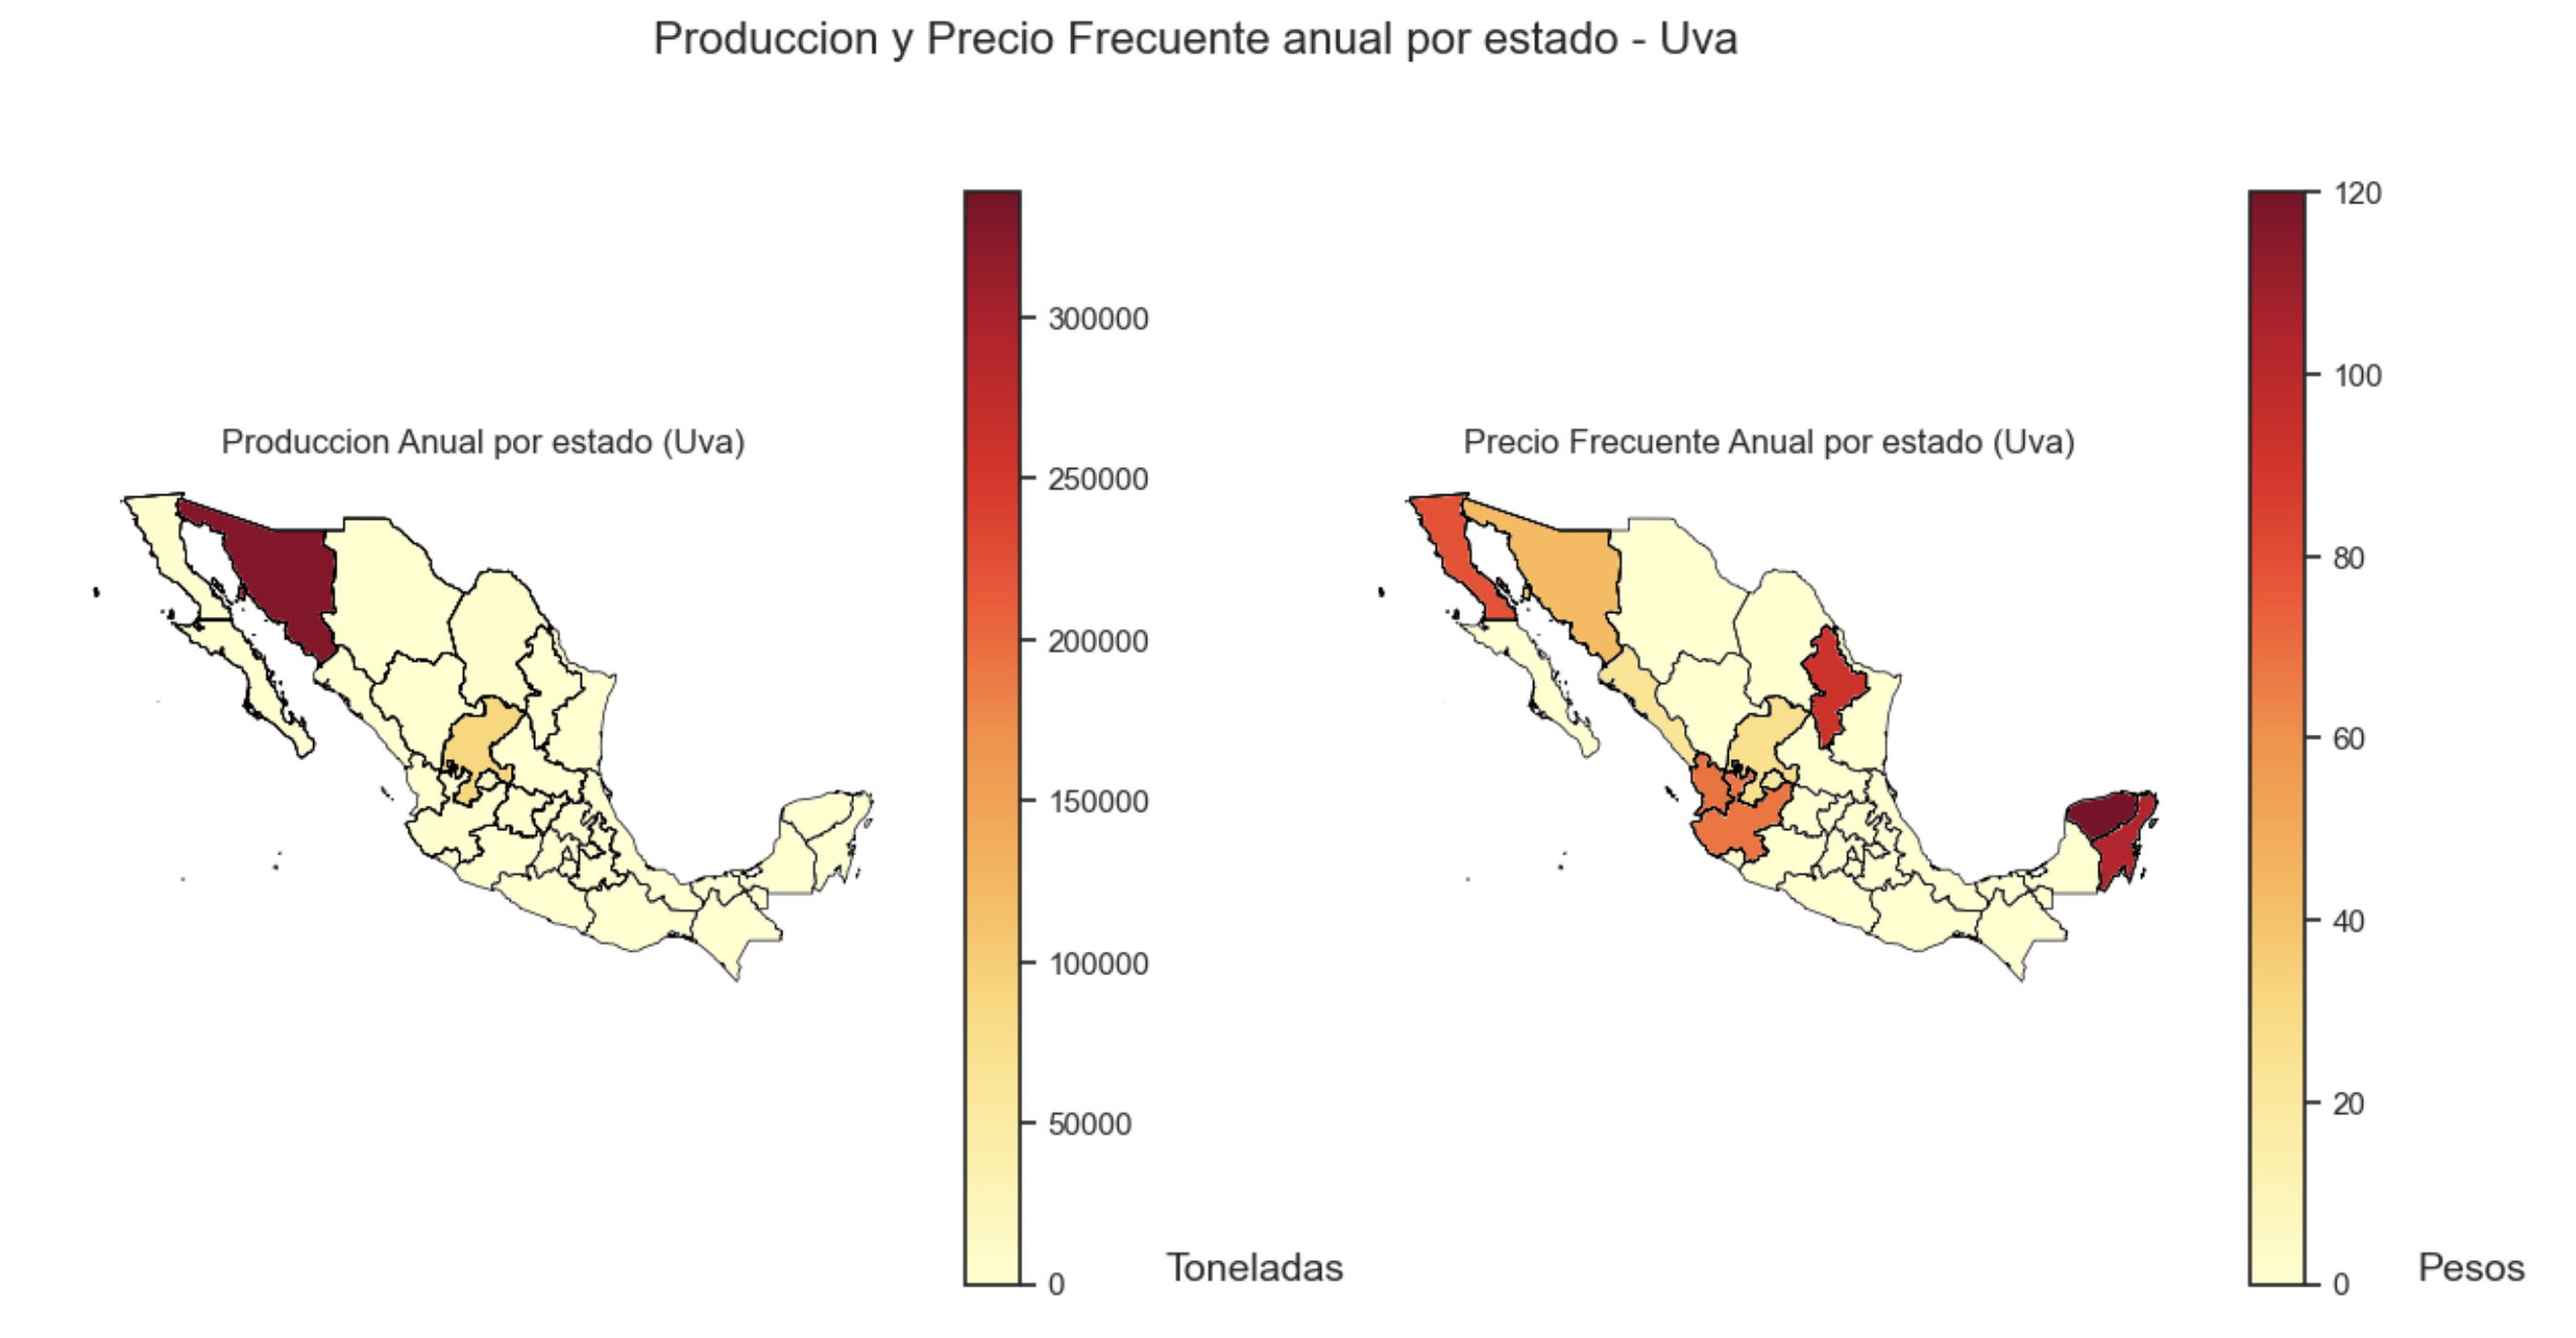 Produccion y Precio Frecuente anual por estado - Uva
Produccion Anual por estado (Uva)
300000
250000
200000
150000
100000
50000
0
Toneladas
Precio Frecuente Anual por estado (Uva)
120
100
80
60
40
20
0
Pesos